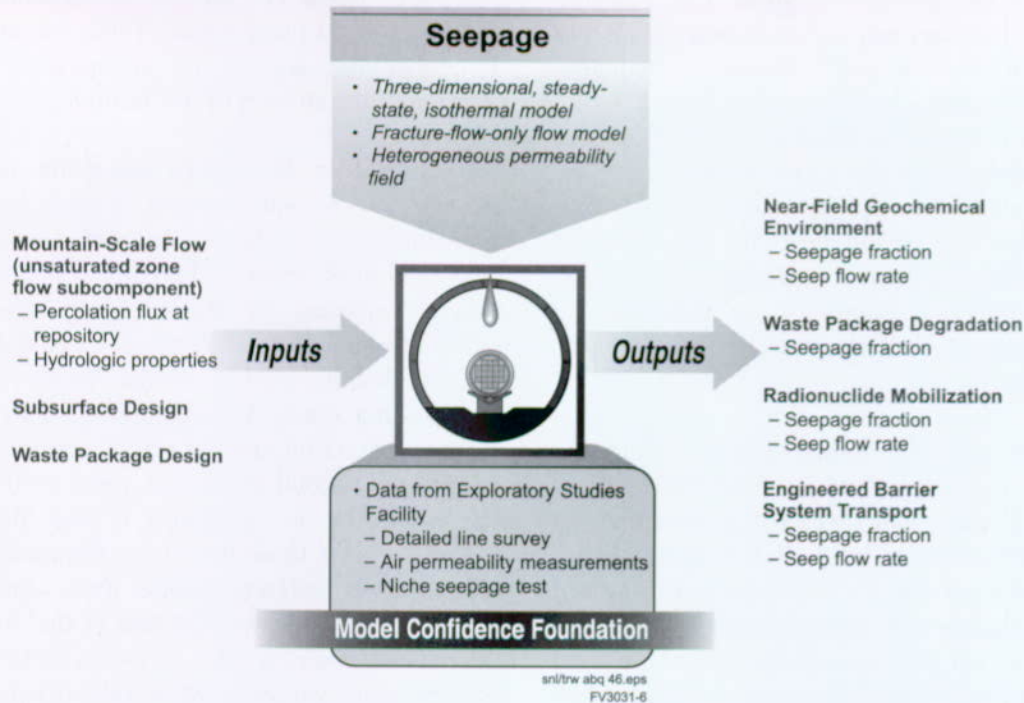 Seepage
• Three-dimensional, steady-
state, isothermal model
• Fracture-flow-only flow model
• Heterogeneous permeability
field
Mountain-Scale Flow
(unsaturated zone
flow subcomponent)
– Percolation flux at
repository
– Hydrologic properties
Subsurface Design
Waste Package Design
Inputs
Outputs
Near-Field Geochemical
Environment
– Seepage fraction
– Seep flow rate
Waste Package Degradation
– Seepage fraction
Radionuclide Mobilization
– Seepage fraction
– Seep flow rate
Engineered Barrier
System Transport
– Seepage fraction
– Seep flow rate
• Data from Exploratory Studies
Facility
– Detailed line survey
– Air permeability measurements
– Niche seepage test
Model Confidence Foundation
snl/trw abq 46.eps
FV3031-6